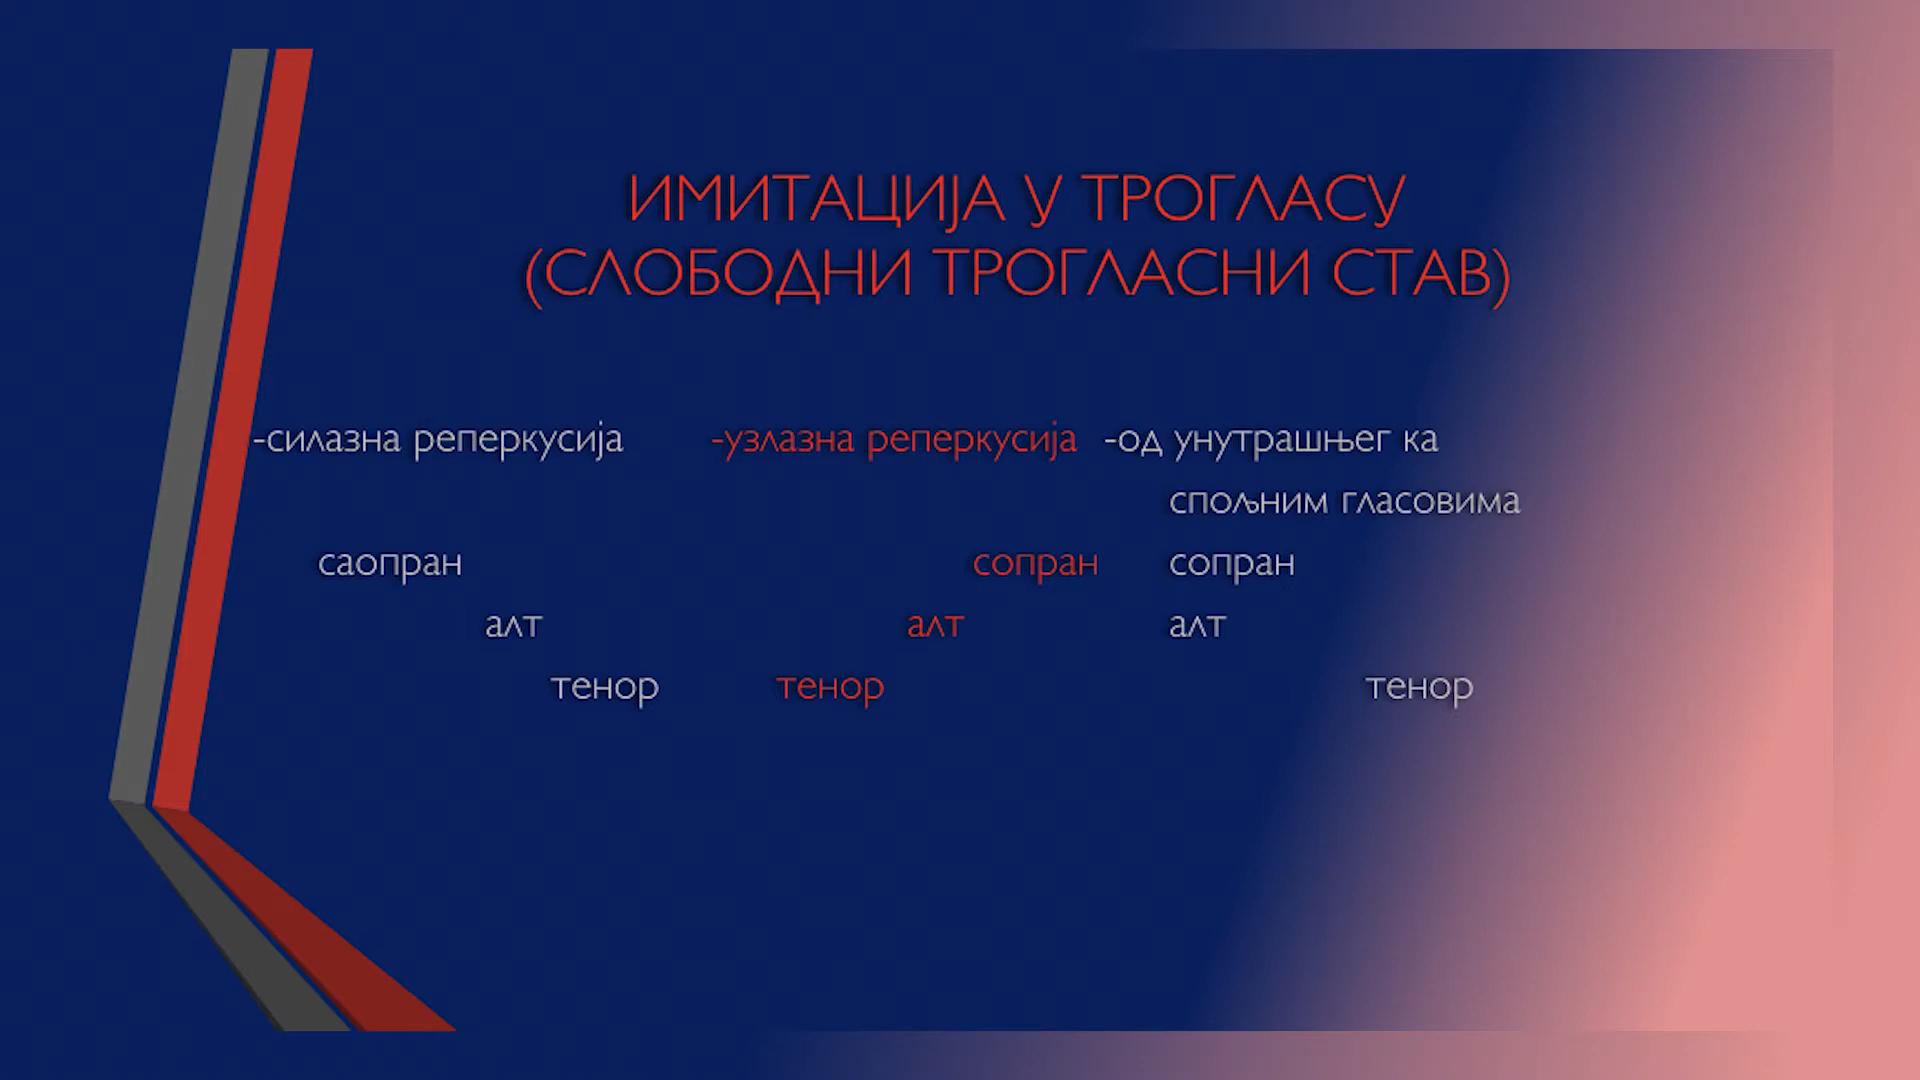 ИМИТАЦИЈА У ТРОГЛАСУ
(СЛОБОДНИ ТРОГЛАСНИ СТАВ)
-силазна реперкусија -узлазна реперкусија -од унутрашњег ка
спољним гласовима
саопран сопран сопран
алт алт алт
тенор тенор тенор